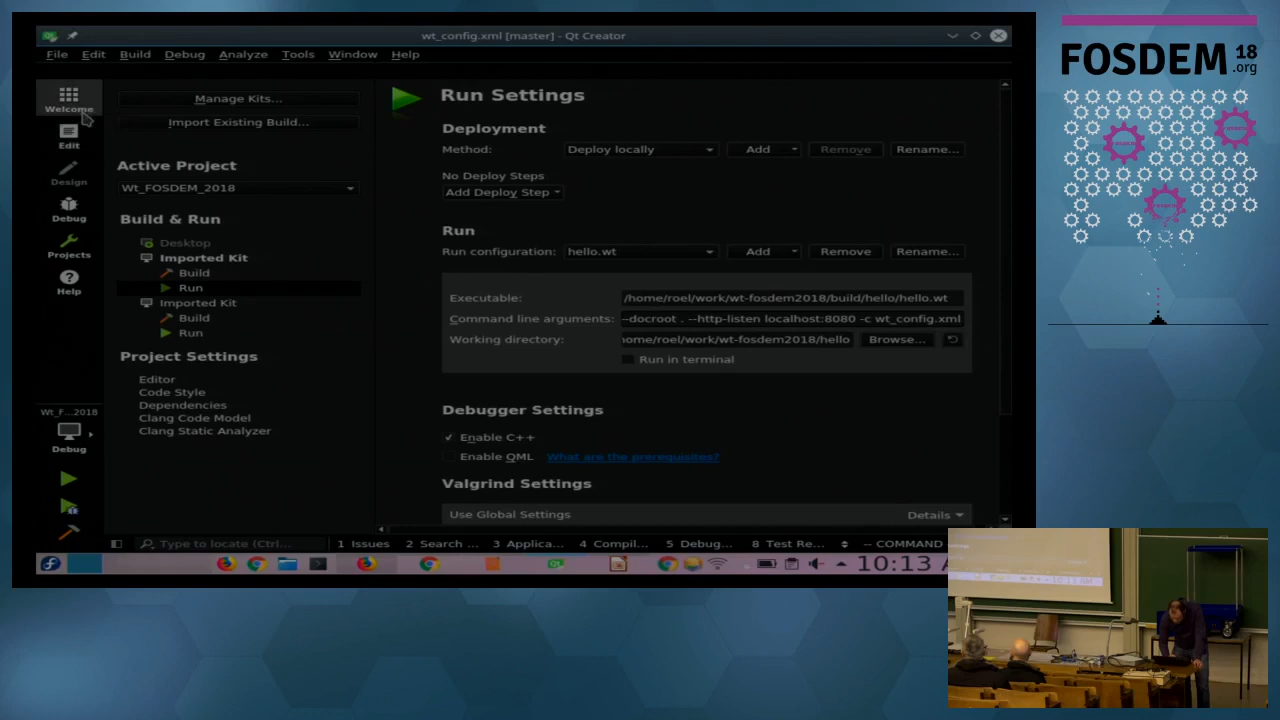 wt_config.xml [master] - Qt Creator
File Edit Build Debug Analyze Tools Window Help
Welcome
Edit
Design
Debug
Projects
Help
Wt_F...2018
Debug
Manage Kits...
Import Existing Build...
Active Project
Wt_FOSDEM_2018
Build & Run
Desktop
Imported Kit
Build
Run
Imported Kit
Build
Run
Project Settings
Editor
Code Style
Dependencies
Clang Code Model
Clang Static Analyzer
Run Settings
Deployment
Method: Deploy locally Add Remove Rename...
No Deploy Steps
Add Deploy Step
Run
Run configuration: hello.wt Add Remove Rename...
Executable: /home/roel/work/wt-fosdem2018/build/hello/hello.wt
Command line arguments: --docroot . --http-listen localhost:8080 -c wt_config.xml
Working directory: ome/roel/work/wt-fosdem2018/hello Browse...
Run in terminal
Debugger Settings
Enable C++
Enable QML What are the prerequisites?
Valgrind Settings
Use Global Settings Details
Type to locate (Ctrl... 1 Issues 2 Search ... 3 Applica... 4 Compil... 5 Debug... 8 Test Re... -- COMMAND
10:13 A
FOSDEM 18
.org
10:13 AM